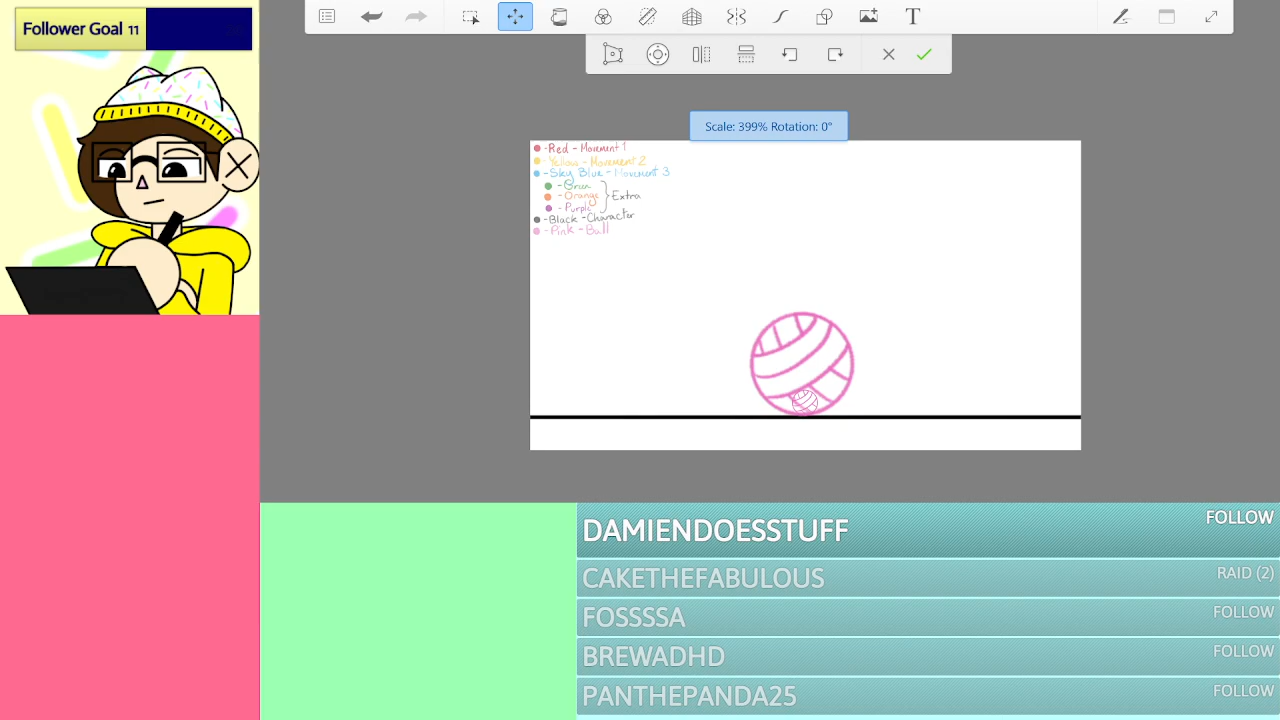 Follower Goal 11
T
Scale: 399% Rotation: 0°
-Red - Movement 1
-Yellow - Movement 2
-Sky Blue - Movement 3
-Green
-Orange } Extra
-Purple
-Black - Character
-Pink - Ball
DAMIENDOESSTUFF FOLLOW
CAKETHEFABULOUS RAID (2)
FOSSSSA FOLLOW
BREWADHD FOLLOW
PANTHEPANDA25 FOLLOW